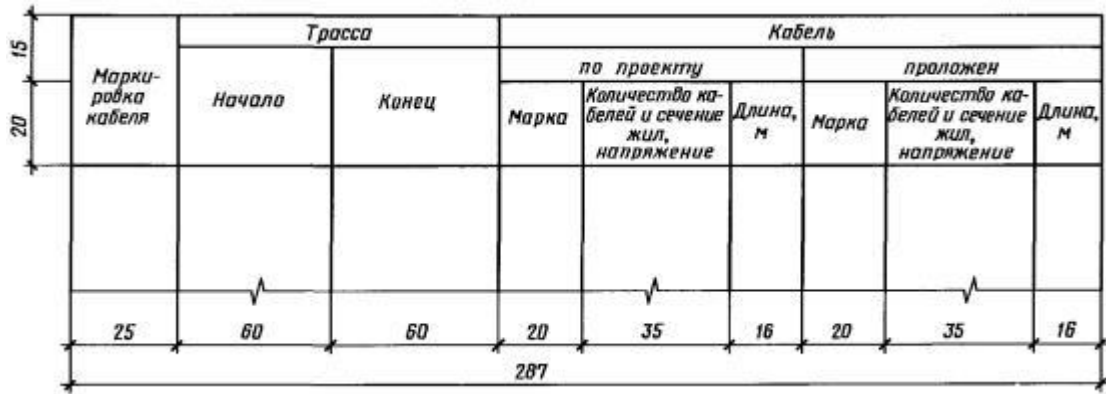 Трасса
Кабель
15
Марки-
ровка
кабеля
Начало
Конец
по проекту
проложен
20
Марка
Количество ка-
белей и сечение
жил,
напряжение
Длина,
м
Марка
Количество ка-
белей и сечение
жил,
напряжение
Длина,
м
25 60 60 20 35 16 20 35 16
287